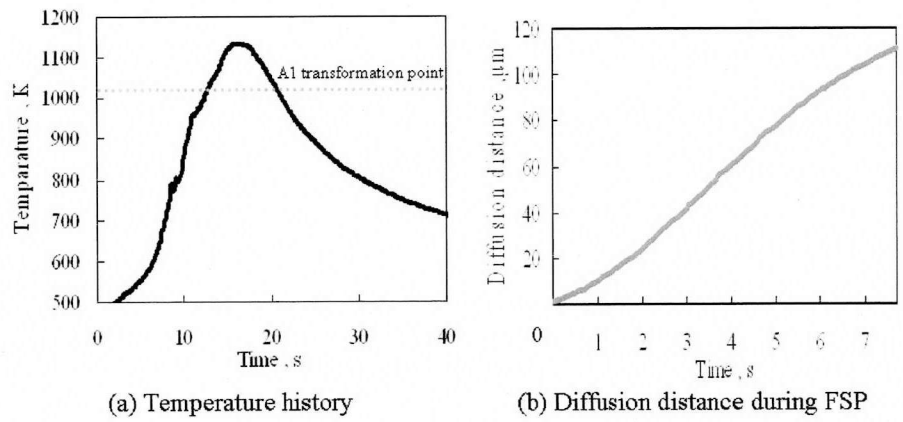 1200
1100
1000
900
800
700
600
500
Temparature , K
A1 transformation point
0 10 20 30 40
Time , s
(a) Temperature history
120
100
80
60
40
20
0
Diffusion distance , μm
1 2 3 4 5 6 7
Time , s
(b) Diffusion distance during FSP